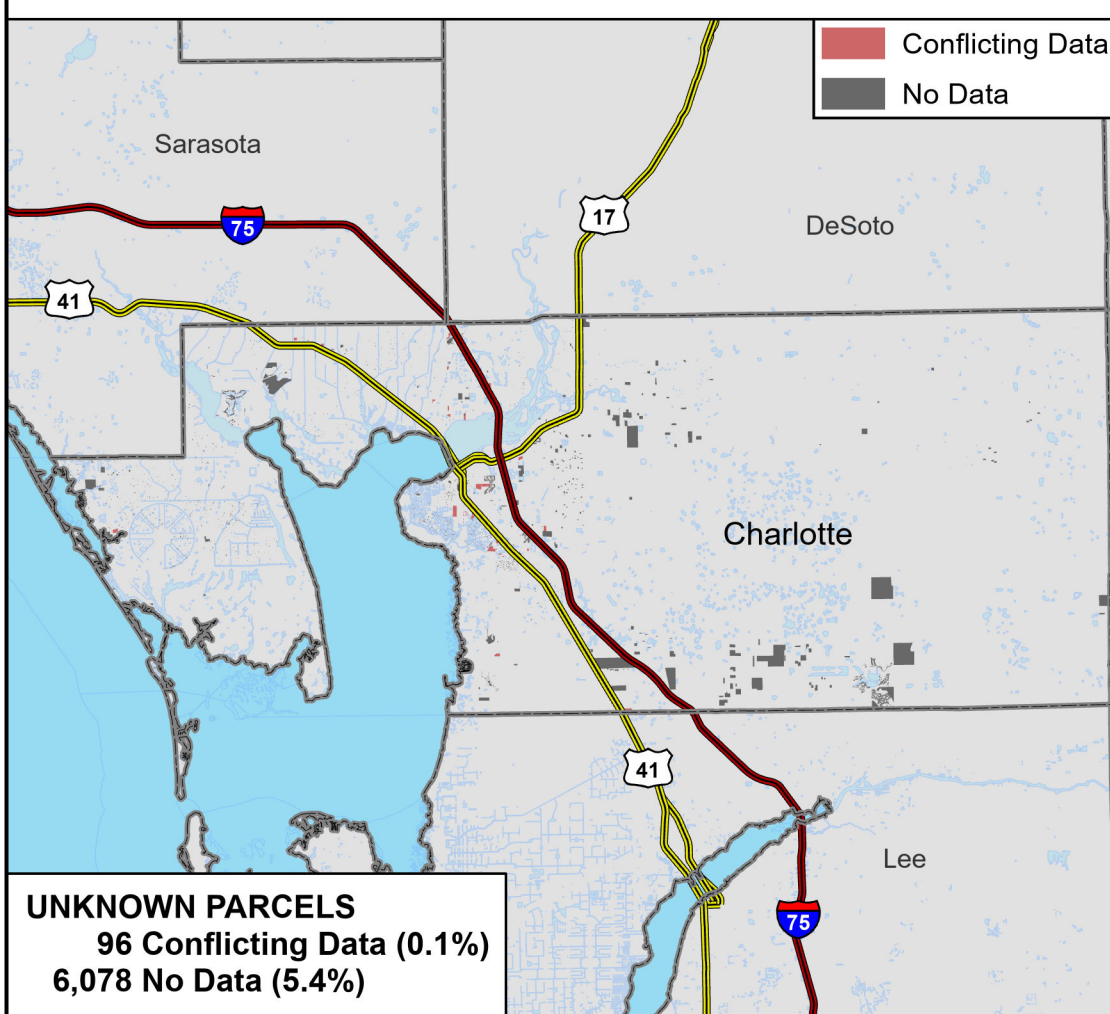 Conflicting Data
No Data
Sarasota
17
75
DeSoto
41
Charlotte
41
Lee
75
UNKNOWN PARCELS
96 Conflicting Data (0.1%)
6,078 No Data (5.4%)